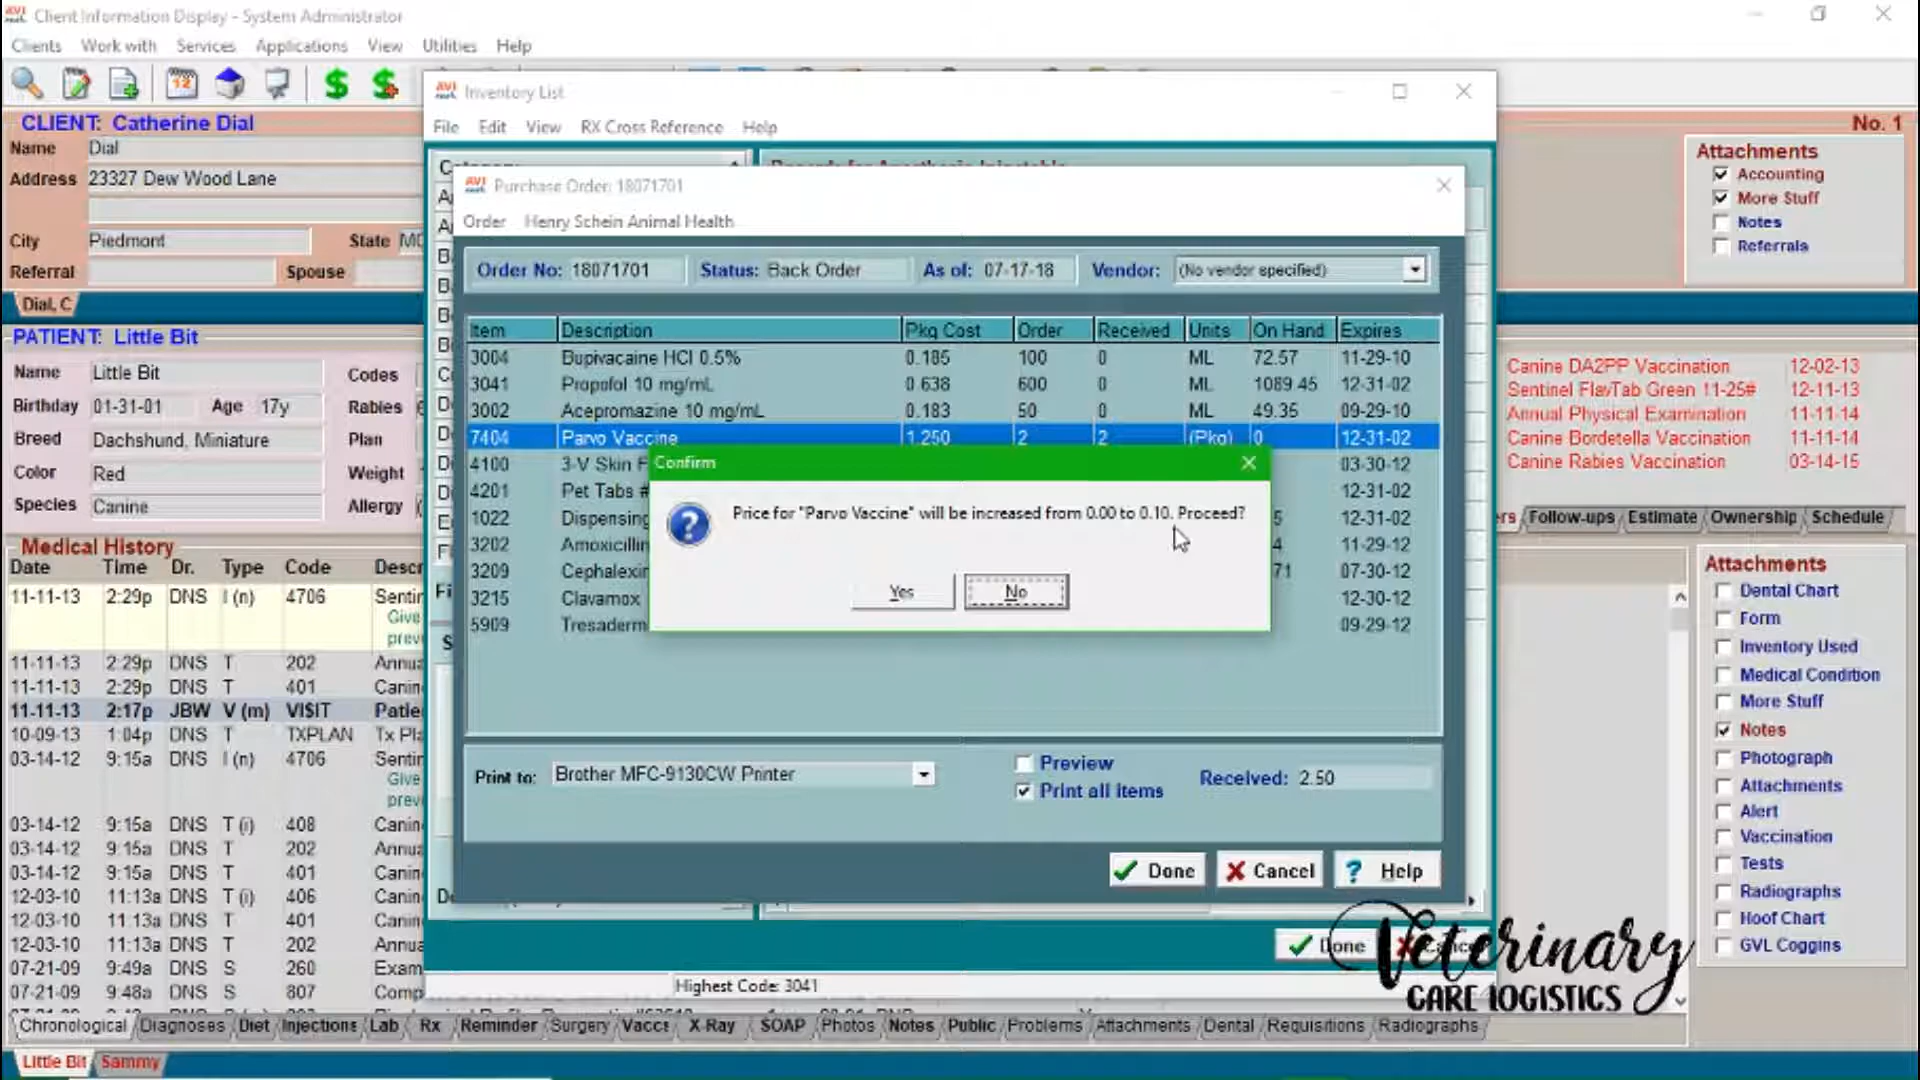 Client Information Display - System Administrator
Clients Work with Services Applications View Utilities Help
CLIENT: Catherine Dial
No. 1
Name Dial
Address 23327 Dew Wood Lane
City Piedmont State
Referral Spouse
Dial, C
Attachments
Accounting
More Stuff
Notes
Referrals
PATIENT: Little Bit
Name Little Bit Codes
Birthday 01-31-01 Age 17y Rabies
Breed Dachshund, Miniature Plan
Color Red Weight
Species Canine Allergy
Canine DA2PP Vaccination 12-02-13
Sentinel FlavTab Green 11-25# 12-11-13
Annual Physical Examination 11-11-14
Canine Bordetella Vaccination 11-11-14
Canine Rabies Vaccination 03-14-15
Follow-ups Estimate Ownership Schedule
Inventory List
File Edit View RX Cross Reference Help
Purchase Order: 18071701
Order Henry Schein Animal Health
Order No: 18071701 Status: Back Order As of: 07-17-18 Vendor: (No vendor specified)
Item Description Pkg Cost Order Received Units On Hand Expires
3004 Bupivacaine HCl 0.5% 0.185 100 0 ML 72.57 11-29-10
3041 Propofol 10 mg/mL 0.638 600 0 ML 1089.45 12-31-02
3002 Acepromazine 10 mg/mL 0.183 50 0 ML 49.35 09-29-10
7404 Parvo Vaccine 1.250 2 2 (Pkg) 0 12-31-02
4100 3-V Skin 03-30-12
4201 Pet Tabs 12-31-02
1022 Dispensing 12-31-02
3202 Amoxicillin 11-29-12
3209 Cephalexin 07-30-12
3215 Clavamox 12-30-12
5909 Tresaderm 09-29-12
Confirm
Price for "Parvo Vaccine" will be increased from 0.00 to 0.10. Proceed?
Yes No
Print to: Brother MFC-9130CW Printer
Preview
Print all items
Received: 2.50
Done Cancel Help
Done
Highest Code: 3041
Medical History
Date Time Dr. Type Code Descr
11-11-13 2:29p DNS I (n) 4706
Give
11-11-13 2:29p DNS T 202
11-11-13 2:29p DNS T 401
11-11-13 2:17p JBW V (m) VISIT
10-09-13 1:04p DNS T TXPLAN
03-14-12 9:15a DNS I (n) 4706
Give
03-14-12 9:15a DNS T (i) 408
03-14-12 9:15a DNS T 202
03-14-12 9:15a DNS T 401
12-03-10 11:13a DNS T (i) 406
12-03-10 11:13a DNS T 401
12-03-10 11:13a DNS T 202
07-21-09 9:49a DNS S 260
07-21-09 9:48a DNS S 807
Attachments
Dental Chart
Form
Inventory Used
Medical Condition
More Stuff
Notes
Photograph
Attachments
Alert
Vaccination
Tests
Radiographs
Hoof Chart
GVL Coggins
Veterinary
CARE LOGISTICS
Chronological Diagnoses Diet Injections Lab Rx Reminder Surgery Vaccs X-Ray SOAP Photos Notes Public Problems Attachments Dental Requisitions Radiographs
Little Bit Sammy